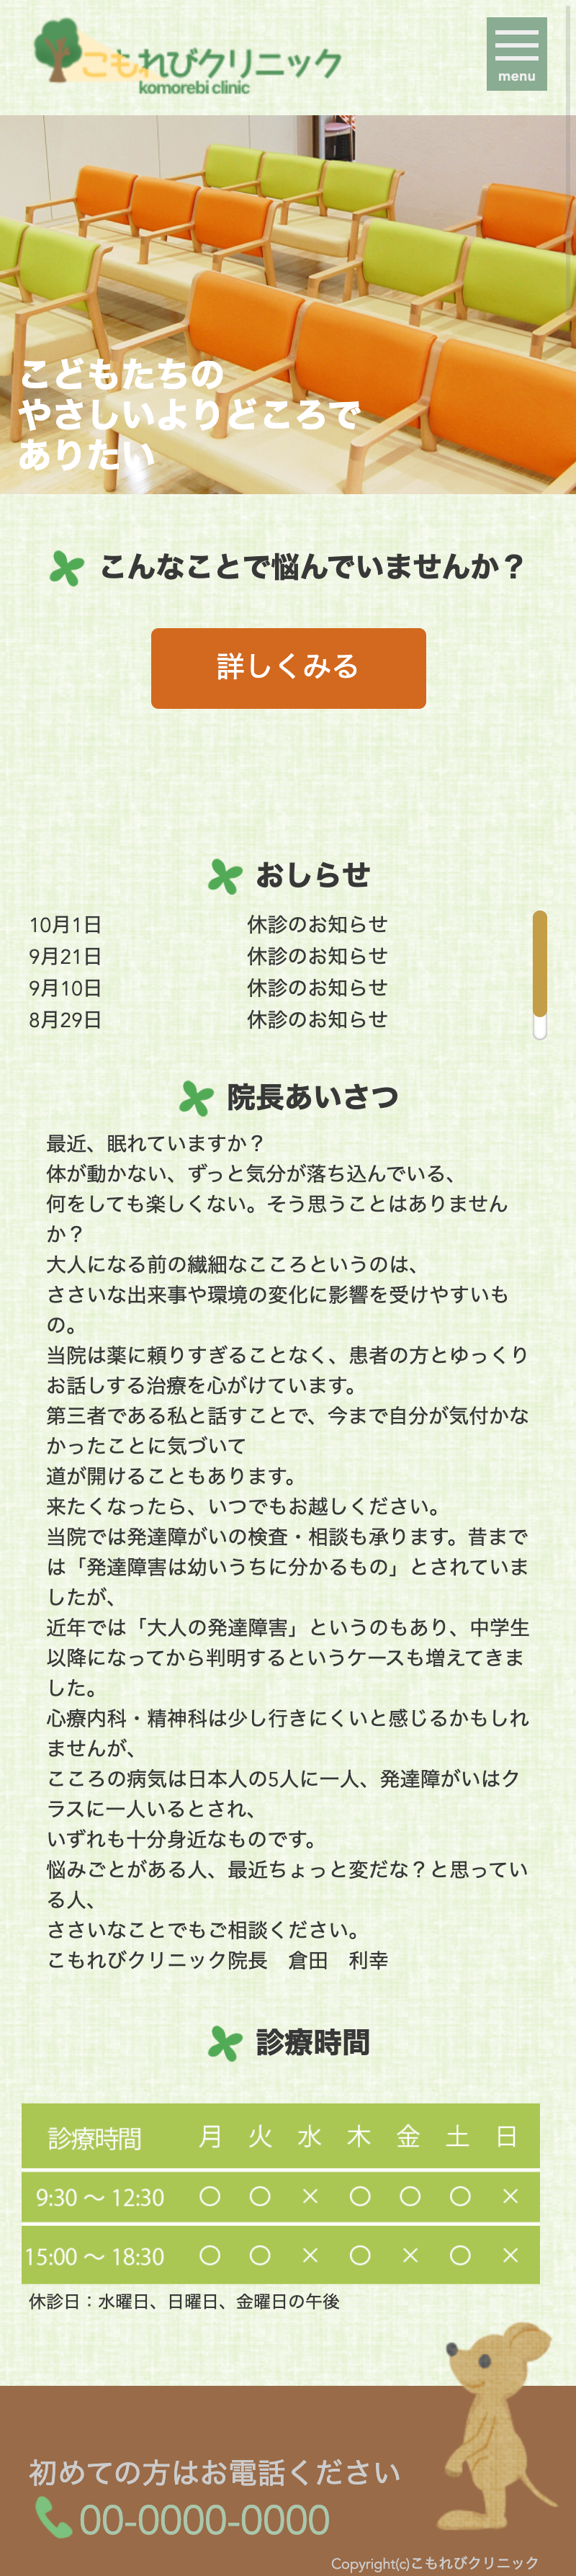 こもれびクリニック
komorebi clinic
menu
こどもたちの
やさしいよりどころで
ありたい
こんなことで悩んでいませんか？
詳しくみる
おしらせ
10月1日 休診のお知らせ
9月21日 休診のお知らせ
9月10日 休診のお知らせ
8月29日 休診のお知らせ
院長あいさつ
最近、眠れていますか？
体が動かない、ずっと気分が落ち込んでいる、
何をしても楽しくない。そう思うことはありません
か？
大人になる前の繊細なこころというのは、
ささいな出来事や環境の変化に影響を受けやすいも
の。
当院は薬に頼りすぎることなく、患者の方とゆっくり
お話しする治療を心がけています。
第三者である私と話すことで、今まで自分が気付かな
かったことに気づいて
道が開けることもあります。
来たくなったら、いつでもお越しください。
当院では発達障がいの検査・相談も承ります。昔まで
は「発達障害は幼いうちに分かるもの」とされていま
したが、
近年では「大人の発達障害」というのもあり、中学生
以降になってから判明するというケースも増えてきま
した。
心療内科・精神科は少し行きにくいと感じるかもしれ
ませんが、
こころの病気は日本人の5人に一人、発達障がいはク
ラスに一人いるとされ、
いずれも十分身近なものです。
悩みごとがある人、最近ちょっと変だな？と思ってい
る人、
ささいなことでもご相談ください。
こもれびクリニック院長　倉田　利幸
診療時間
診療時間 月 火 水 木 金 土 日
9:30 〜 12:30 〇 〇 × 〇 〇 〇 ×
15:00 〜 18:30 〇 〇 × 〇 × 〇 ×
休診日：水曜日、日曜日、金曜日の午後
初めての方はお電話ください
00-0000-0000
Copyright(c)こもれびクリニック